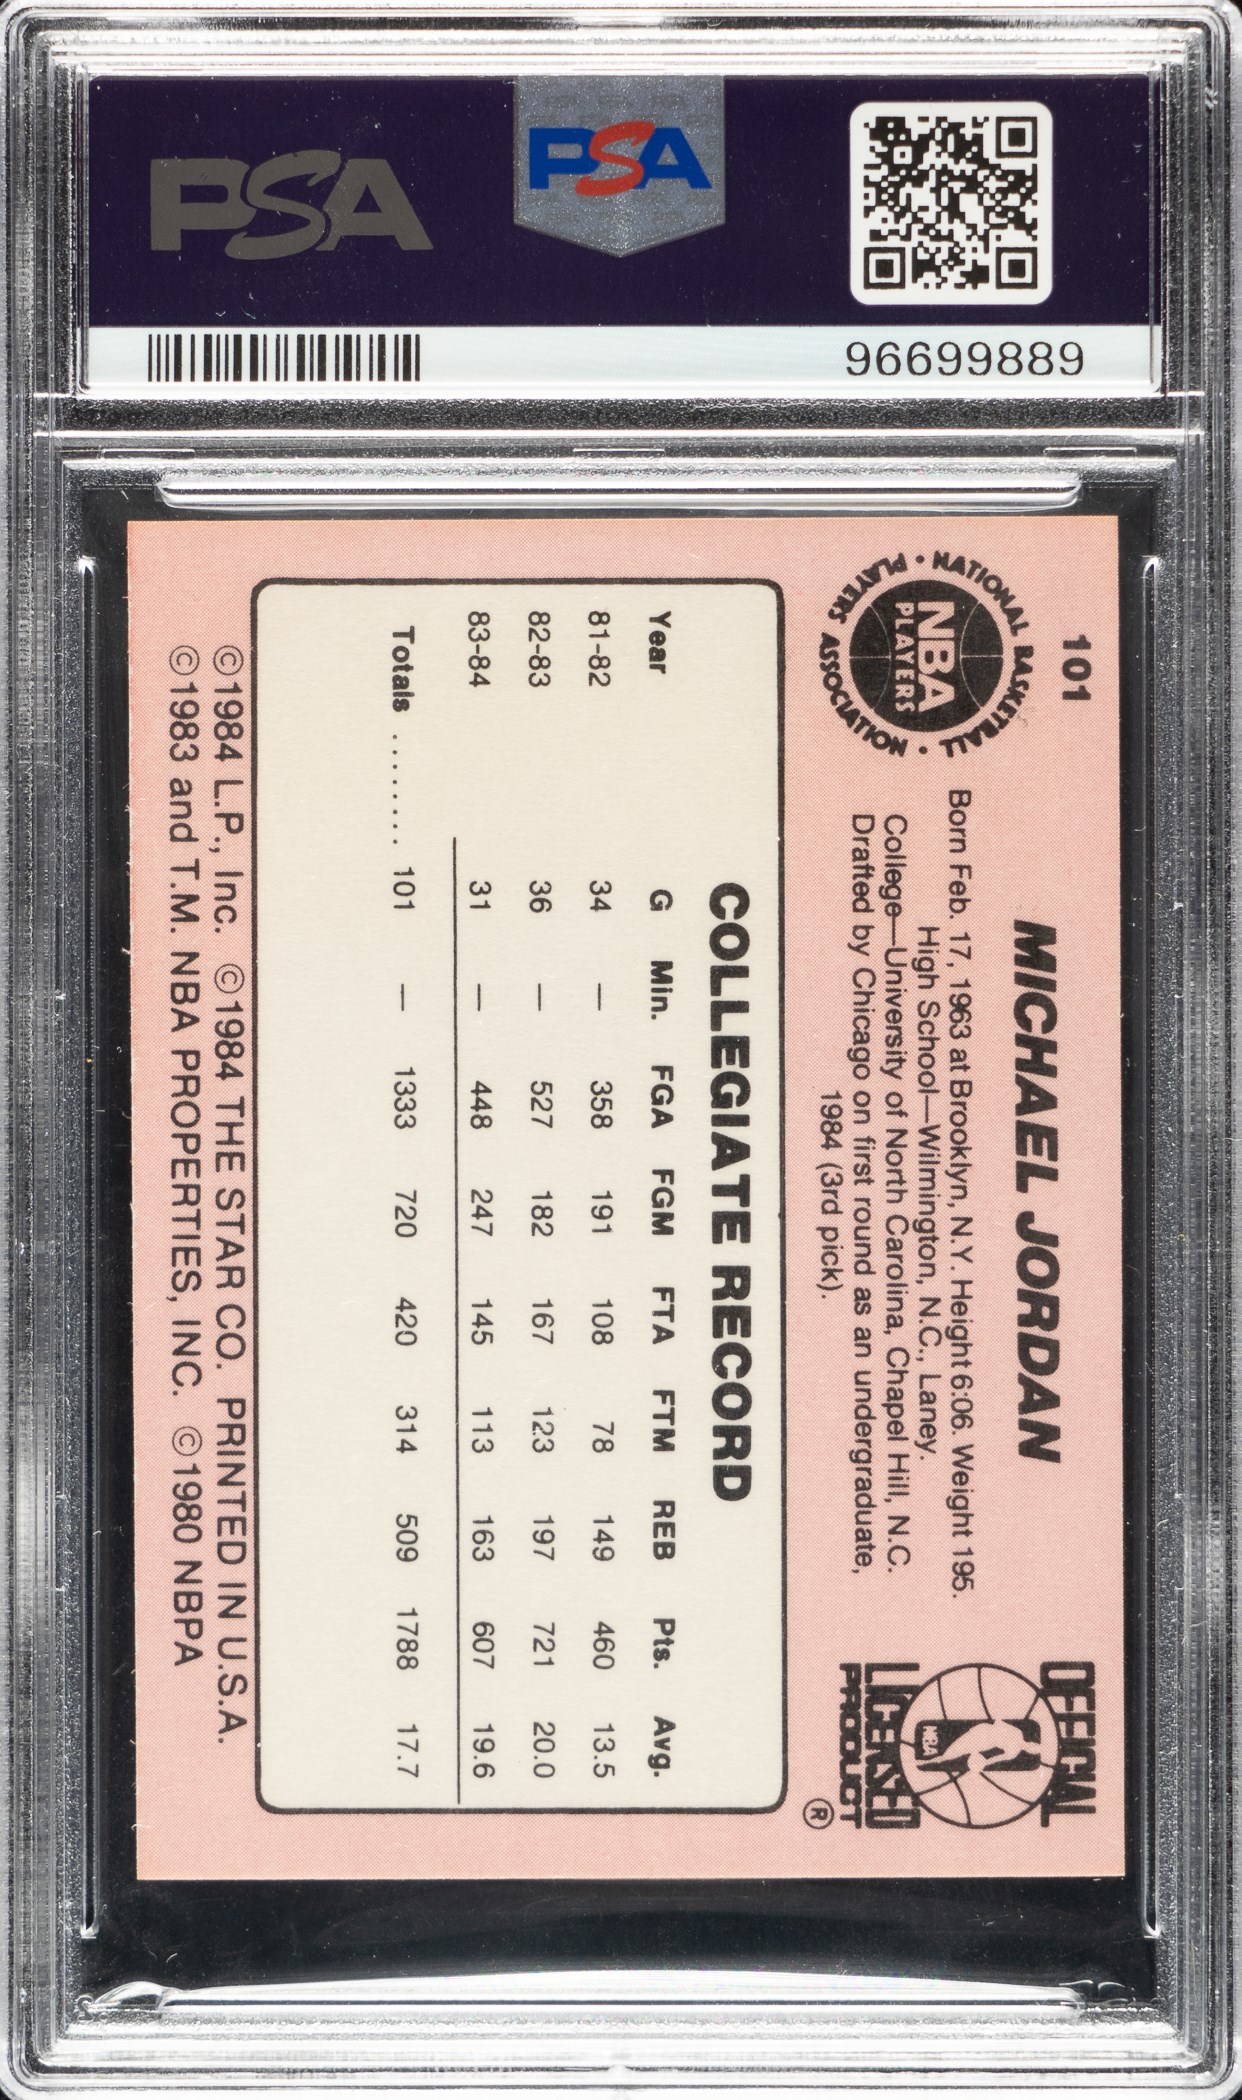 PSA
PSA
96699889
101
MICHAEL JORDAN
NATIONAL BASKETBALL PLAYERS ASSOCIATION
NBA
PLAYERS
Born Feb. 17, 1963 at Brooklyn, N.Y. Height 6:06. Weight 195.
High School—Wilmington, N.C., Laney.
College—University of North Carolina, Chapel Hill, N.C.
Drafted by Chicago on first round as an undergraduate,
1984 (3rd pick).
OFFICIAL
NBA
LICENSED
PRODUCT
®
COLLEGIATE RECORD
Year G Min. FGA FGM FTA FTM REB Pts. Avg.
81-82 34 — 358 191 108 78 149 460 13.5
82-83 36 — 527 182 167 123 197 721 20.0
83-84 31 — 448 247 145 113 163 607 19.6
Totals ........ 101 — 1333 720 420 314 509 1788 17.7
©1984 L.P., Inc. ©1984 THE STAR CO. PRINTED IN U.S.A.
©1983 and T.M. NBA PROPERTIES, INC. ©1980 NBPA